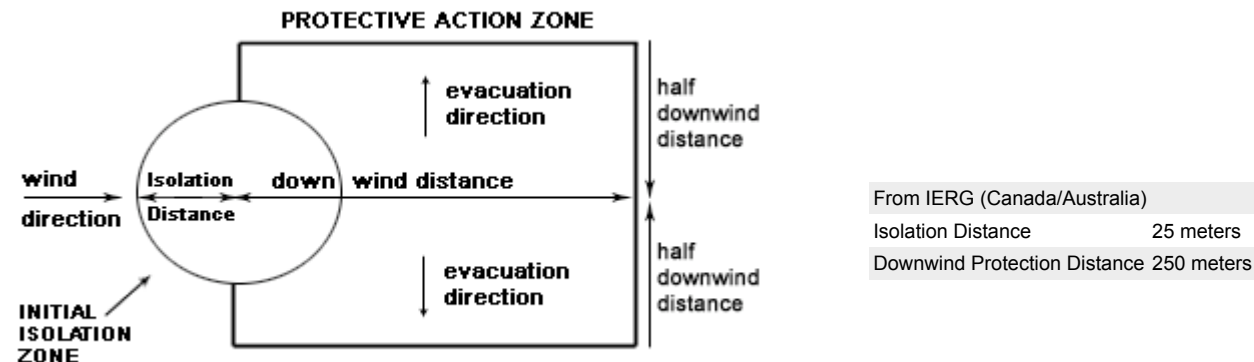 PROTECTIVE ACTION ZONE
evacuation
direction
half
downwind
distance
wind
direction
Isolation
Distance
down wind distance
evacuation
direction
half
downwind
distance
INITIAL
ISOLATION
ZONE
From IERG (Canada/Australia)
Isolation Distance 25 meters
Downwind Protection Distance 250 meters